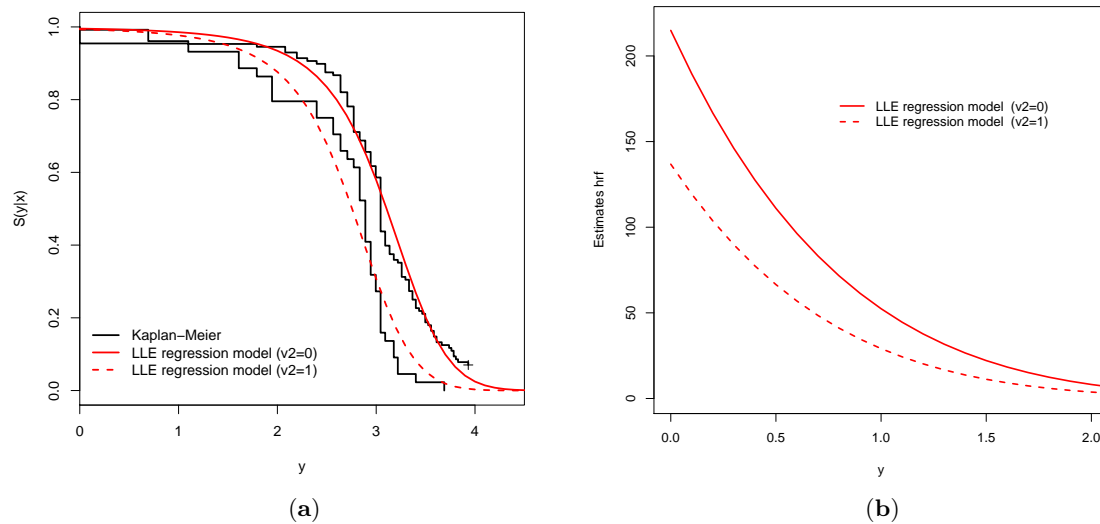 1.0
0.8
0.6
0.4
0.2
0.0
S(y|x)
Kaplan−Meier
LLE regression model (v2=0)
LLE regression model (v2=1)
0 1 2 3 4
y
(a)
200
150
100
50
0
Estimates hrf
LLE regression model (v2=0)
LLE regression model (v2=1)
0.0 0.5 1.0 1.5 2.0
y
(b)